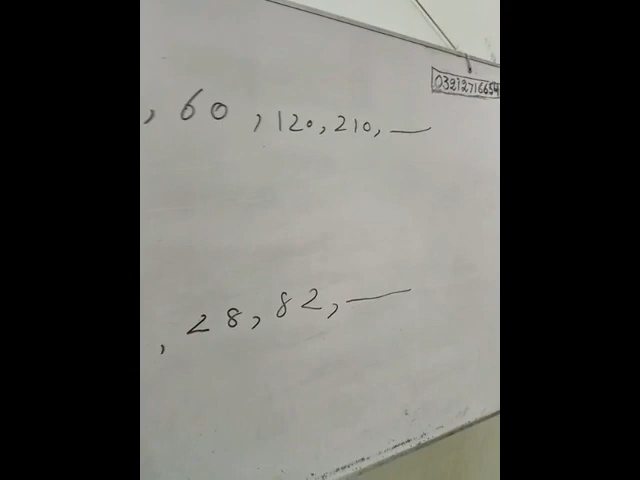 03212716654
, 60, 120, 210, —
, 28, 82, —